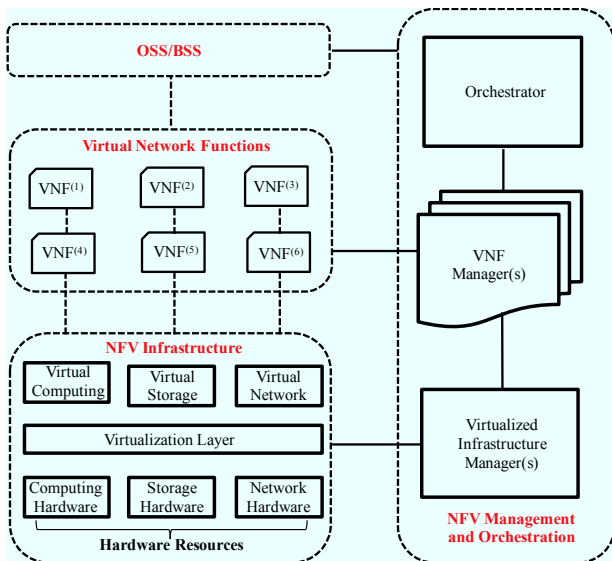 OSS/BSS
Orchestrator
Virtual Network Functions
VNF(1)
VNF(2)
VNF(3)
VNF(4)
VNF(5)
VNF(6)
VNF
Manager(s)
NFV Infrastructure
Virtual
Computing
Virtual
Storage
Virtual
Network
Virtualization Layer
Computing
Hardware
Storage
Hardware
Network
Hardware
Hardware Resources
Virtualized
Infrastructure
Manager(s)
NFV Management
and Orchestration